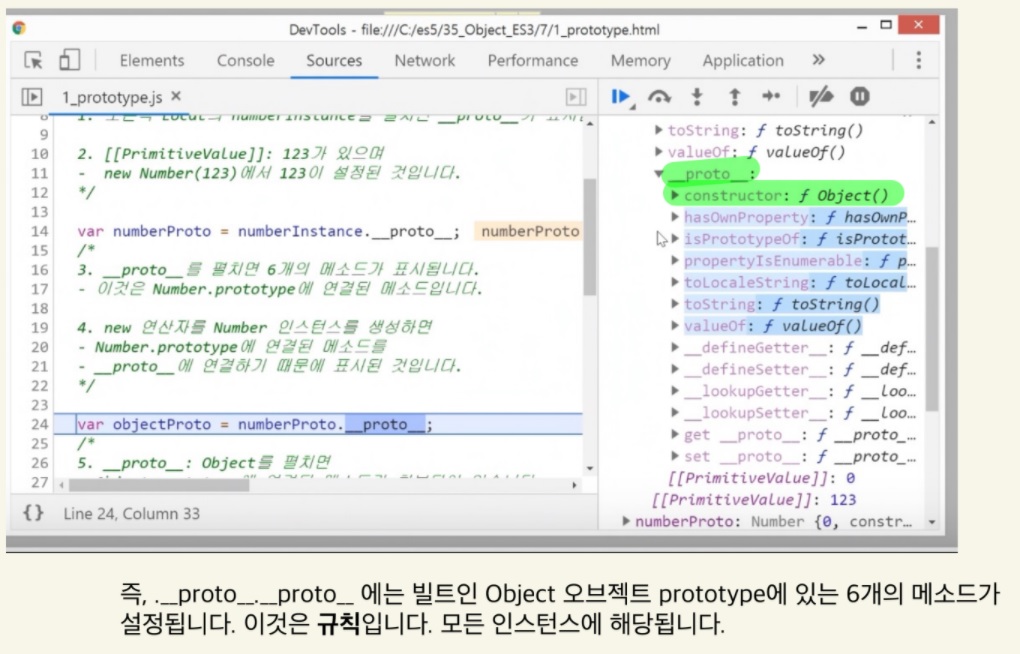 DevTools - file:///C:/es5/35_Object_ES3/7/1_prototype.html
Elements Console Sources Network Performance Memory Application »
1_prototype.js ×
9
10 2. [[PrimitiveValue]]: 123가 있으며
11 - new Number(123)에서 123이 설정된 것입니다.
12 */
13
14 var numberProto = numberInstance.__proto__; numberProto
15 /*
16 3. __proto__를 펼치면 6개의 메소드가 표시됩니다.
17 - 이것은 Number.prototype에 연결된 메소드입니다.
18
19 4. new 연산자를 Number 인스턴스를 생성하면
20 - Number.prototype에 연결된 메소드를
21 - __proto__에 연결하기 때문에 표시된 것입니다.
22 */
23
24 var objectProto = numberProto.__proto__;
25 /*
26 5. __proto__: Object를 펼치면
27
{} Line 24, Column 33
toString: ƒ toString()
valueOf: ƒ valueOf()
__proto__:
constructor: ƒ Object()
hasOwnProperty: ƒ hasOwnP…
isPrototypeOf: ƒ isProtot…
propertyIsEnumerable: ƒ p…
toLocaleString: ƒ toLocal…
toString: ƒ toString()
valueOf: ƒ valueOf()
__defineGetter__: ƒ __def…
__defineSetter__: ƒ __def…
__lookupGetter__: ƒ __loo…
__lookupSetter__: ƒ __loo…
get __proto__: ƒ __proto_…
set __proto__: ƒ __proto_…
[[PrimitiveValue]]: 0
[[PrimitiveValue]]: 123
numberProto: Number {0, constr…
즉, .__proto__.__proto__ 에는 빌트인 Object 오브젝트 prototype에 있는 6개의 메소드가
설정됩니다. 이것은 규칙입니다. 모든 인스턴스에 해당됩니다.